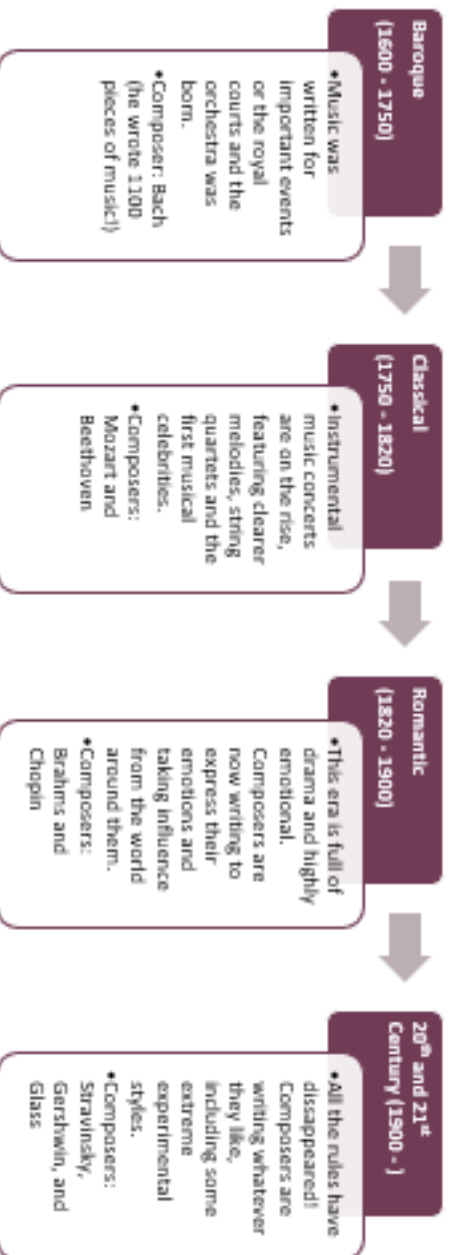 Baroque
(1600 - 1750)
•Music was
written for
important events
or the royal
courts and the
orchestra was
born.
•Composer: Bach
(he wrote 1100
pieces of music!)
Classical
(1750 - 1820)
•Instrumental
music concerts
are on the rise,
featuring clearer
melodies, string
quartets and the
first musical
celebrities.
•Composers:
Mozart and
Beethoven
Romantic
(1820 - 1900)
•This era is full of
drama and highly
emotional.
Composers are
now writing to
express their
emotions and
taking influence
from the world
around them.
•Composers:
Brahms and
Chopin
20th and 21st
Century (1900 - )
•All the rules have
dissappeared!
Composers are
writing whatever
they like,
including some
extreme
experimental
styles.
•Composers:
Stravinsky,
Gershwin, and
Glass